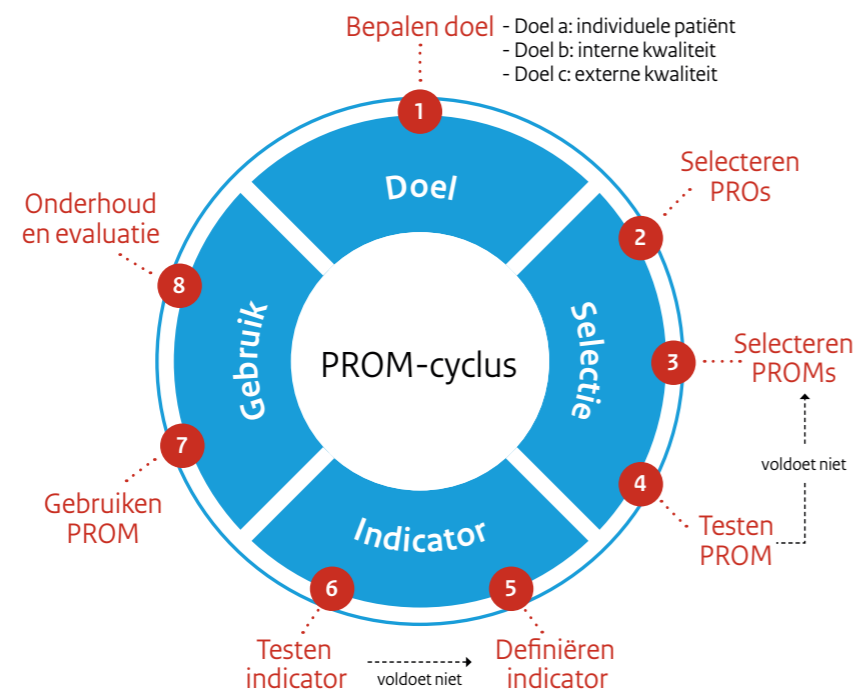 Bepalen doel
- Doel a: individuele patiënt
- Doel b: interne kwaliteit
- Doel c: externe kwaliteit
1
Doel
Selecteren
PROs
2
Selectie
3
Selecteren
PROMs
voldoet niet
4
Testen
PROM
Indicator
5
Definiëren
indicator
voldoet niet
6
Testen
indicator
Gebruik
7
Gebruiken
PROM
8
Onderhoud
en evaluatie
PROM-cyclus